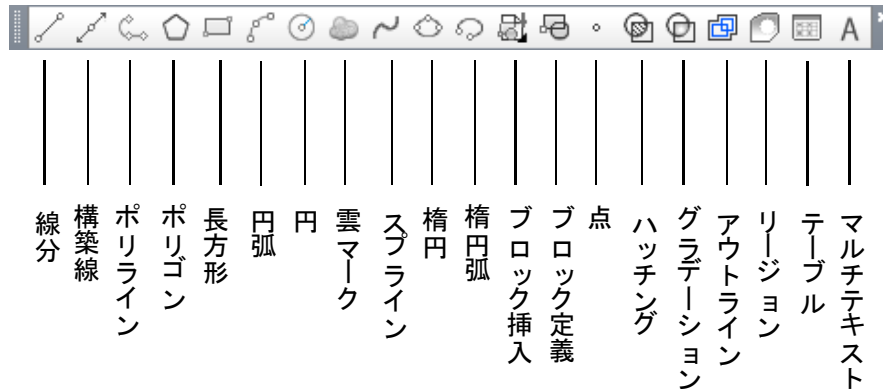 線分
構築線
ポリライン
ポリゴン
長方形
円弧
円
雲マーク
スプライン
楕円
楕円弧
ブロック挿入
ブロック定義
点
ハッチング
グラデーション
アウトライン
リージョン
テーブル
マルチテキスト
A